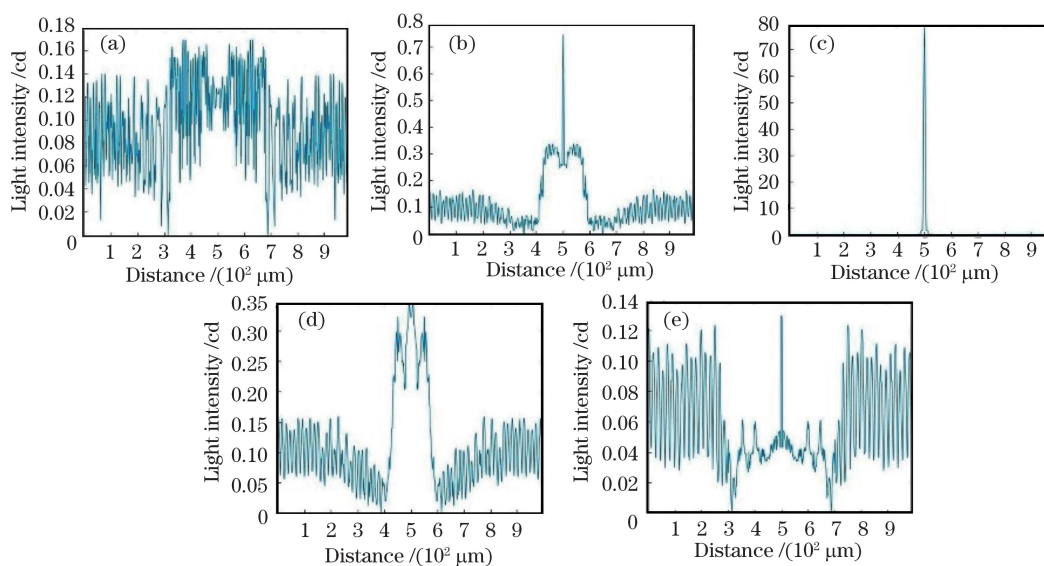 (a)
Light intensity /cd
0.18
0.16
0.14
0.12
0.10
0.08
0.06
0.04
0.02
0
1 2 3 4 5 6 7 8 9
Distance /(10² μm)
(b)
Light intensity /cd
0.8
0.7
0.6
0.5
0.4
0.3
0.2
0.1
0
1 2 3 4 5 6 7 8 9
Distance /(10² μm)
(c)
Light intensity /cd
80
70
60
50
40
30
20
10
0
1 2 3 4 5 6 7 8 9
Distance /(10² μm)
(d)
Light intensity /cd
0.35
0.30
0.25
0.20
0.15
0.10
0.05
0
1 2 3 4 5 6 7 8 9
Distance /(10² μm)
(e)
Light intensity /cd
0.14
0.12
0.10
0.08
0.06
0.04
0.02
0
1 2 3 4 5 6 7 8 9
Distance /(10² μm)